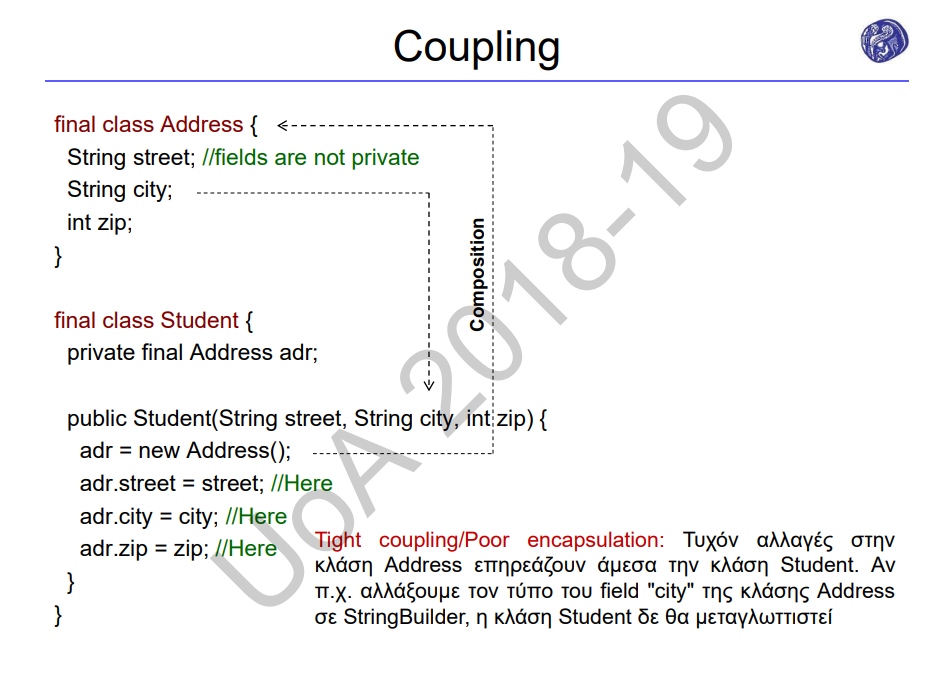 Coupling
final class Address {
String street; //fields are not private
String city;
int zip;
}
Composition
final class Student {
private final Address adr;
public Student(String street, String city, int zip) {
adr = new Address();
adr.street = street; //Here
adr.city = city; //Here
adr.zip = zip; //Here
}
}
Tight coupling/Poor encapsulation: Τυχόν αλλαγές στην
κλάση Address επηρεάζουν άμεσα την κλάση Student. Αν
π.χ. αλλάξουμε τον τύπο του field "city" της κλάσης Address
σε StringBuilder, η κλάση Student δε θα μεταγλωττιστεί
UoA 2018-19